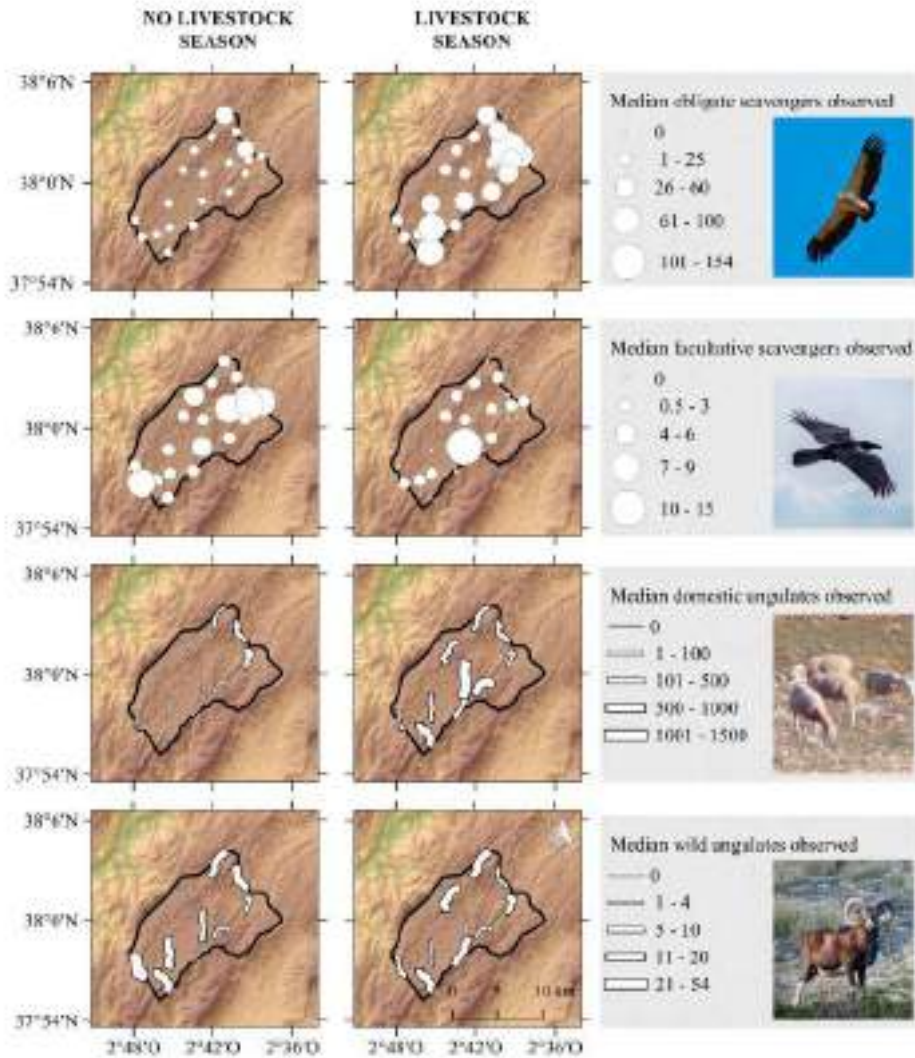 NO LIVESTOCK
SEASON
LIVESTOCK
SEASON
38°6'N
38°0'N
37°54'N
Median obligate scavengers observed
0
1 - 25
26 - 60
61 - 100
101 - 154
38°6'N
38°0'N
37°54'N
Median facultative scavengers observed
0
0.5 - 3
4 - 6
7 - 9
10 - 15
38°6'N
38°0'N
37°54'N
Median domestic ungulates observed
0
1 - 100
101 - 500
500 - 1000
1001 - 1500
38°6'N
38°0'N
37°54'N
Median wild ungulates observed
0
1 - 4
5 - 10
11 - 20
21 - 54
0 5 10 km
2°48'O 2°42'O 2°36'O
2°48'O 2°42'O 2°36'O